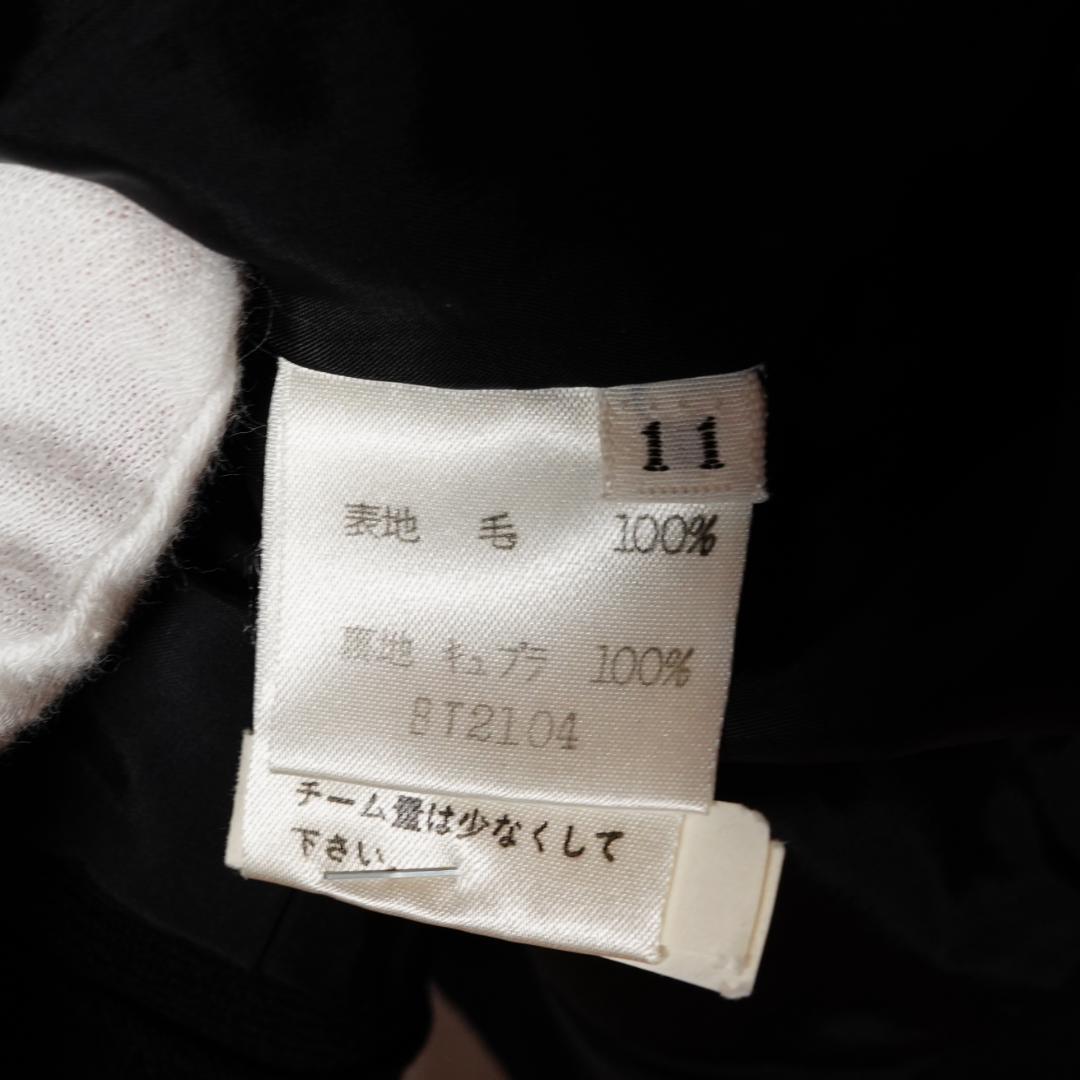 11
表地 毛 100%
裏地 キュプラ 100%
BT2104
チーム量は少なくして
下さい。